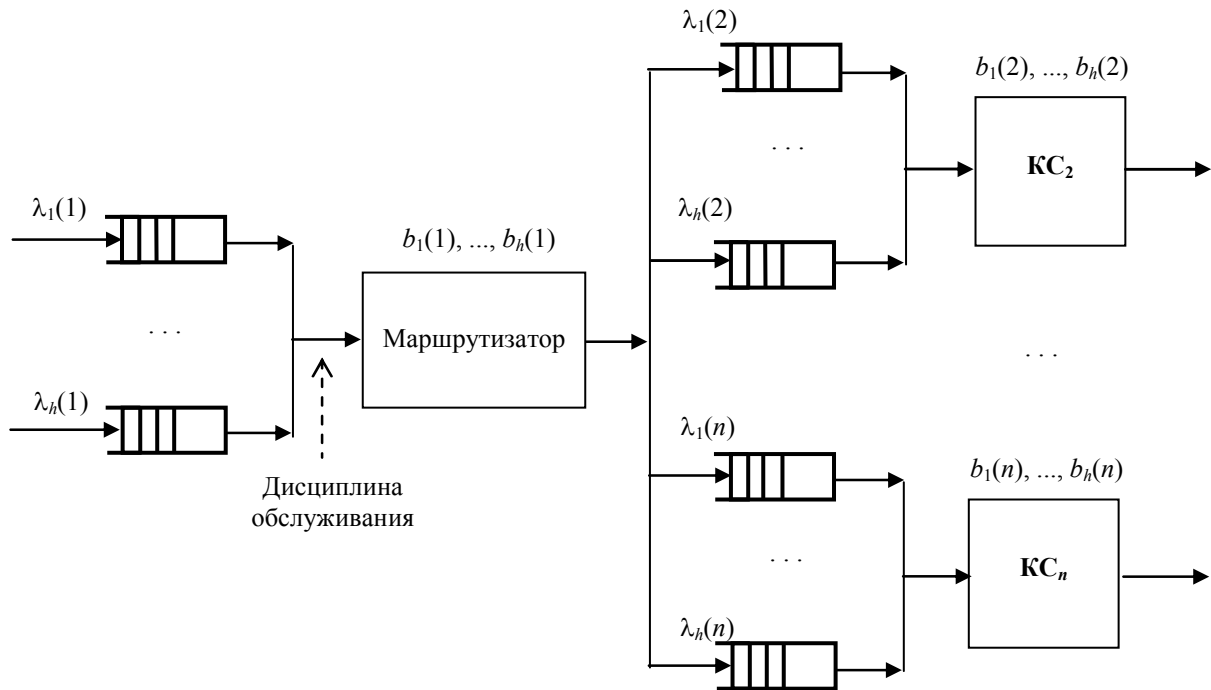 λ₁(2)
b₁(2), ..., bₕ(2)
. . .
КС₂
λ₁(1)
λₕ(2)
b₁(1), ..., bₕ(1)
. . .
Маршрутизатор
. . .
λₕ(1)
λ₁(n)
b₁(n), ..., bₕ(n)
Дисциплина
обслуживания
. . .
КСₙ
λₕ(n)